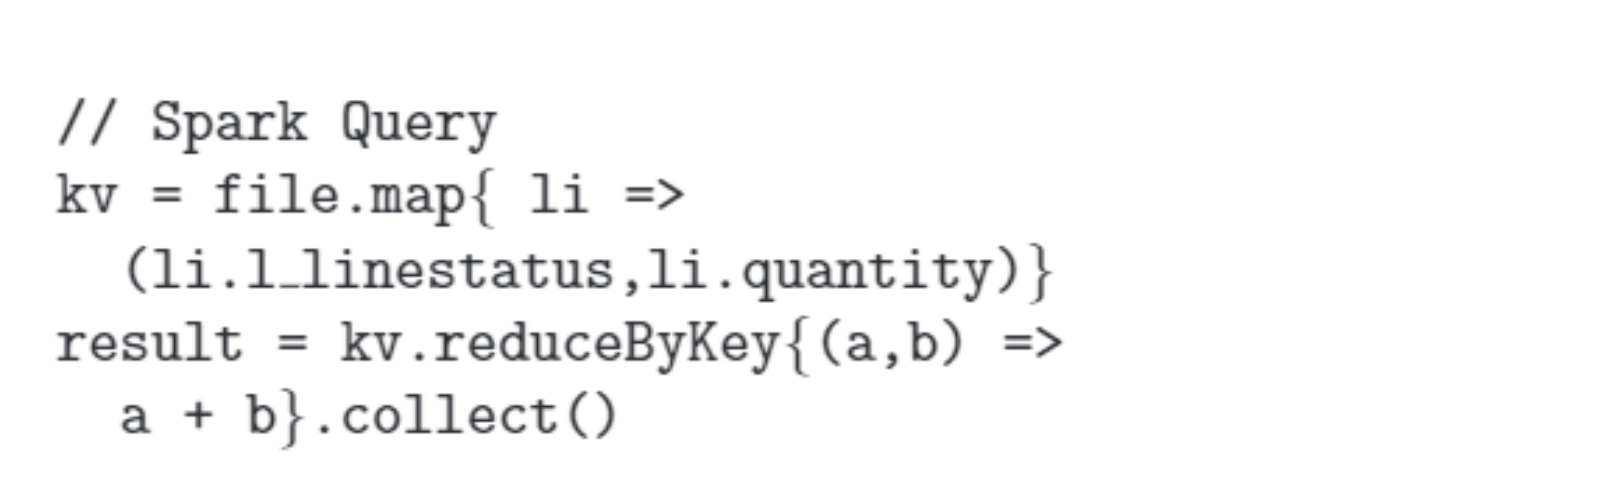 // Spark Query
kv = file.map{ li =>
(li.l_linestatus,li.quantity)}
result = kv.reduceByKey{(a,b) =>
a + b}.collect()